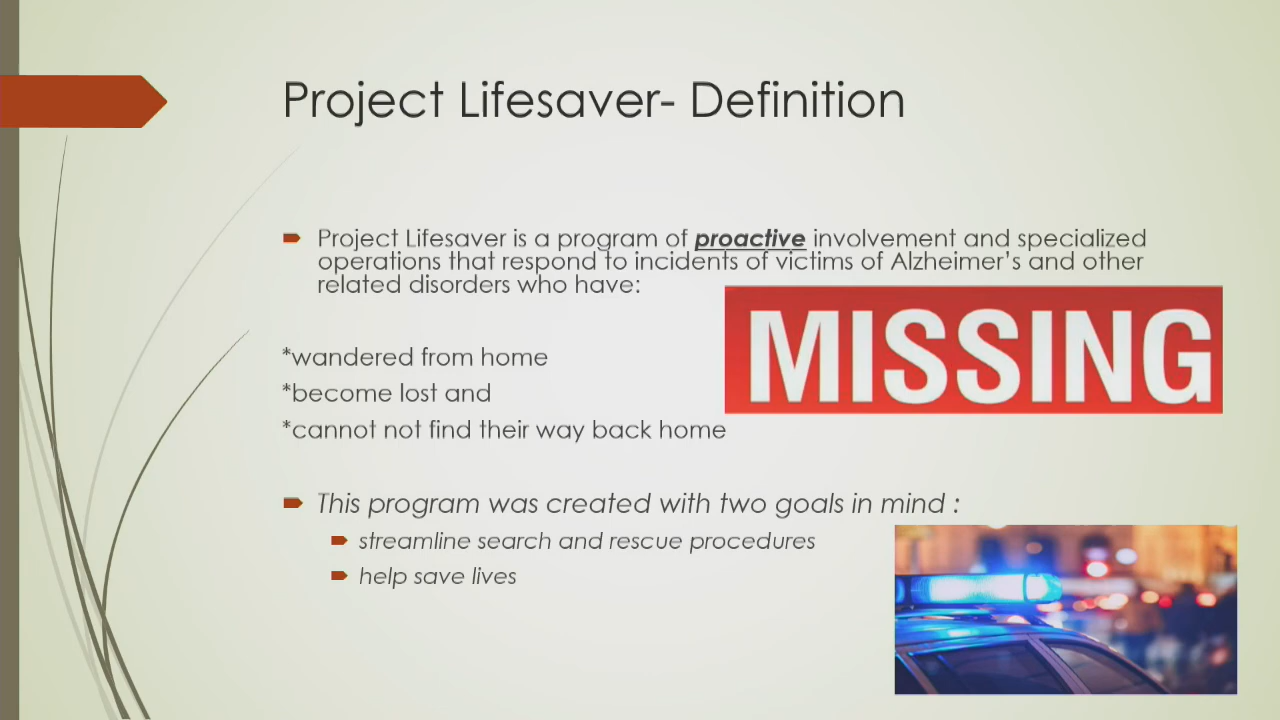 Project Lifesaver- Definition
Project Lifesaver is a program of proactive involvement and specialized
operations that respond to incidents of victims of Alzheimer's and other
related disorders who have:
MISSING
*wandered from home
*become lost and
*cannot not find their way back home
This program was created with two goals in mind :
streamline search and rescue procedures
help save lives